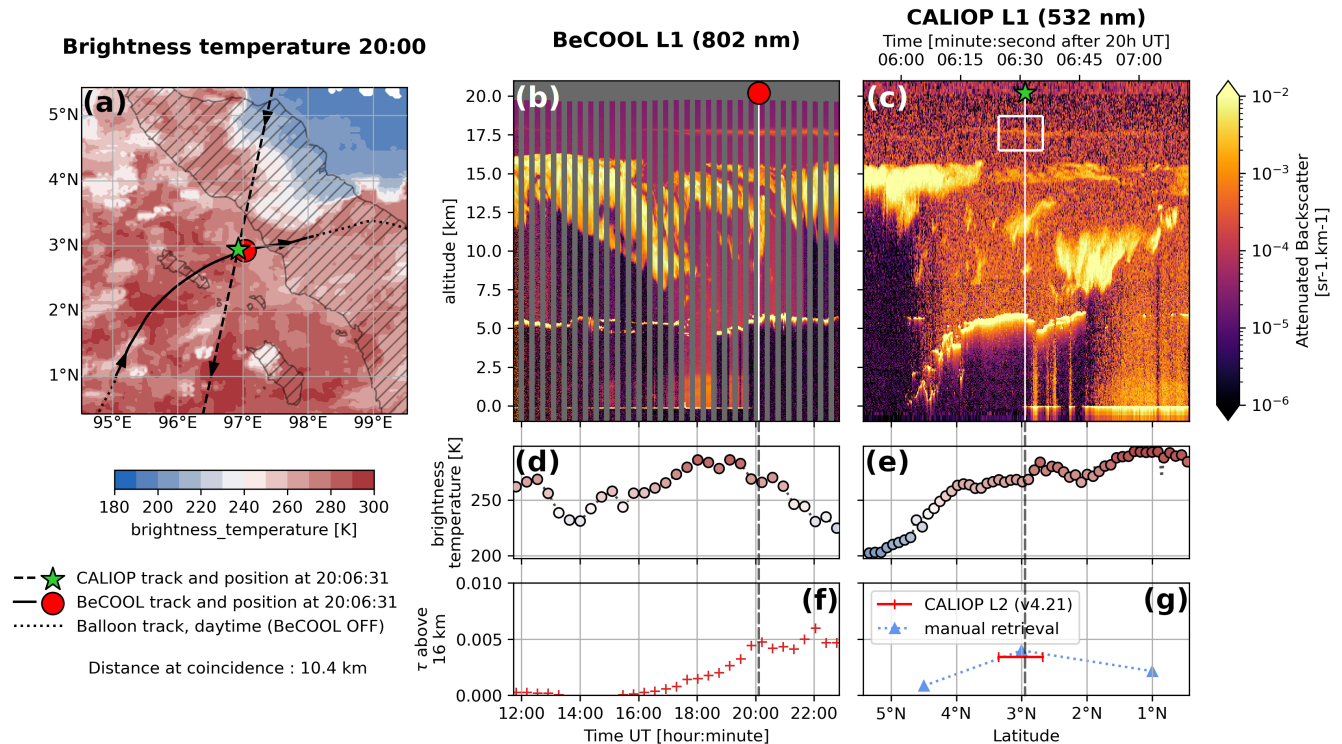 Brightness temperature 20:00
(a)
5°N
4°N
3°N
2°N
1°N
95°E 96°E 97°E 98°E 99°E
180 200 220 240 260 280 300
brightness_temperature [K]
CALIOP track and position at 20:06:31
BeCOOL track and position at 20:06:31
Balloon track, daytime (BeCOOL OFF)
Distance at coincidence : 10.4 km
BeCOOL L1 (802 nm)
(b)
altitude [km]
20.0
17.5
15.0
12.5
10.0
7.5
5.0
2.5
0.0
CALIOP L1 (532 nm)
Time [minute:second after 20h UT]
06:00 06:15 06:30 06:45 07:00
(c)
10⁻²
10⁻³
10⁻⁴
10⁻⁵
10⁻⁶
Attenuated Backscatter
[sr-1.km-1]
(d)
brightness
temperature [K]
250
200
(e)
(f)
τ above
16 km
0.010
0.005
0.000
12:00 14:00 16:00 18:00 20:00 22:00
Time UT [hour:minute]
(g)
CALIOP L2 (v4.21)
manual retrieval
5°N 4°N 3°N 2°N 1°N
Latitude